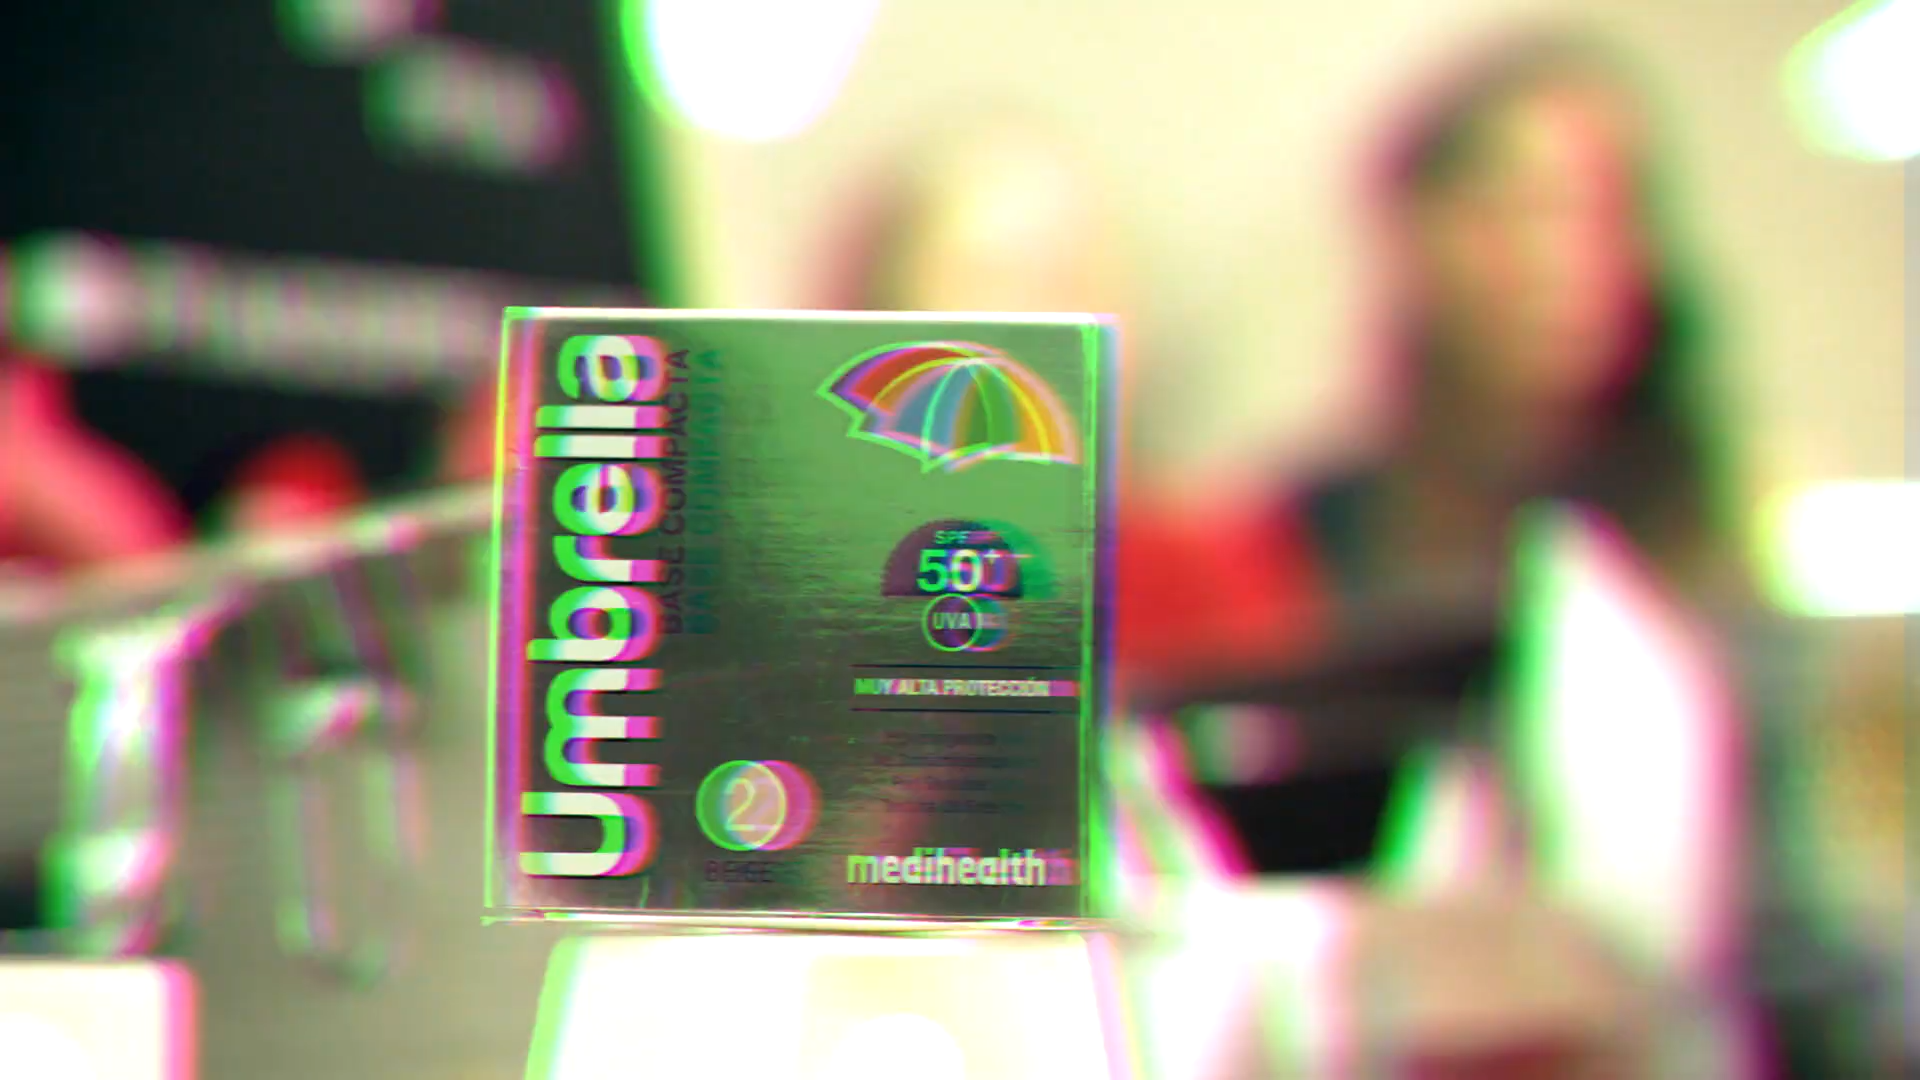 Umbrella
BASE COMPACTA
SPF
50+
UVA
MUY ALTA PROTECCIÓN
2
BEIGE
medihealth